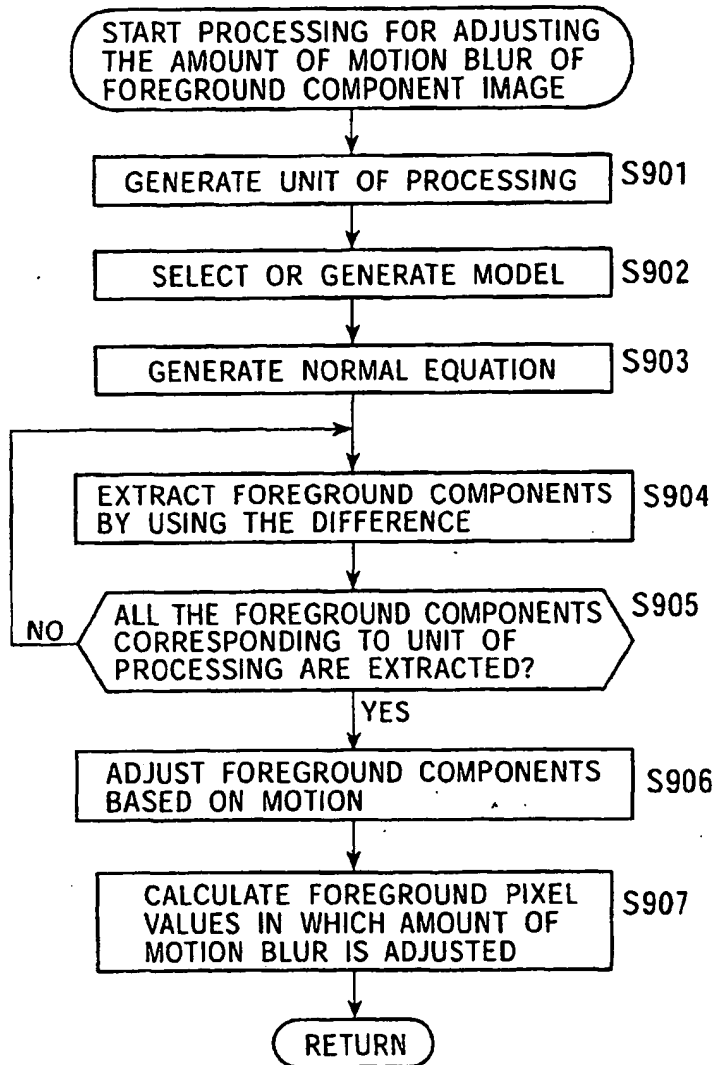 START PROCESSING FOR ADJUSTING
THE AMOUNT OF MOTION BLUR OF
FOREGROUND COMPONENT IMAGE
GENERATE UNIT OF PROCESSING
S901
SELECT OR GENERATE MODEL
S902
GENERATE NORMAL EQUATION
S903
EXTRACT FOREGROUND COMPONENTS
BY USING THE DIFFERENCE
S904
ALL THE FOREGROUND COMPONENTS
CORRESPONDING TO UNIT OF
PROCESSING ARE EXTRACTED?
S905
NO
YES
ADJUST FOREGROUND COMPONENTS
BASED ON MOTION
S906
CALCULATE FOREGROUND PIXEL
VALUES IN WHICH AMOUNT OF
MOTION BLUR IS ADJUSTED
S907
RETURN